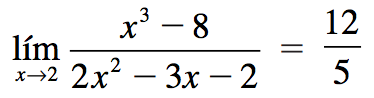 lím x→2 (x³ − 8)/(2x² − 3x − 2) = 12/5